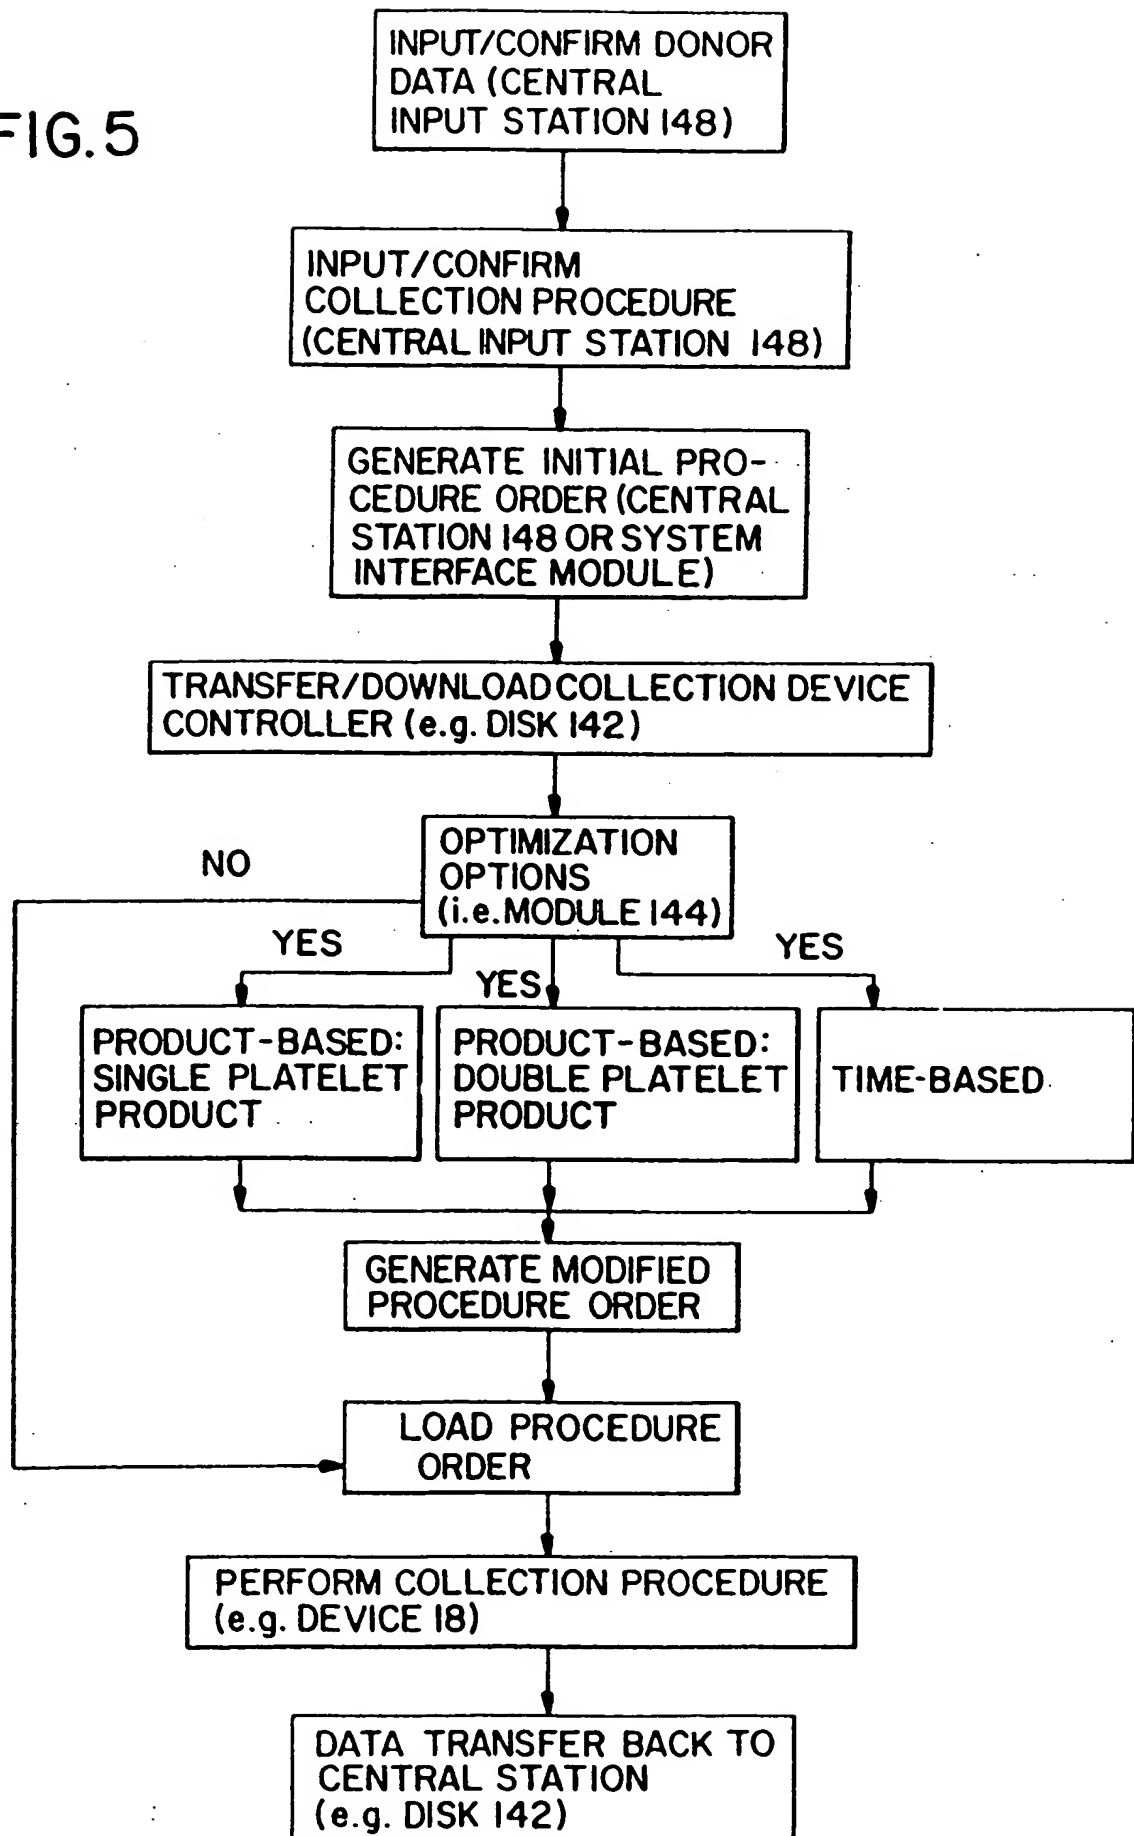 FIG.5
INPUT/CONFIRM DONOR
DATA (CENTRAL
INPUT STATION 148)
INPUT/CONFIRM
COLLECTION PROCEDURE
(CENTRAL INPUT STATION 148)
GENERATE INITIAL PRO-
CEDURE ORDER (CENTRAL
STATION 148 OR SYSTEM
INTERFACE MODULE)
TRANSFER/DOWNLOAD COLLECTION DEVICE
CONTROLLER (e.g. DISK 142)
OPTIMIZATION
OPTIONS
(i.e. MODULE 144)
NO
YES
YES
YES
PRODUCT-BASED:
SINGLE PLATELET
PRODUCT
PRODUCT-BASED:
DOUBLE PLATELET
PRODUCT
TIME-BASED
GENERATE MODIFIED
PROCEDURE ORDER
LOAD PROCEDURE
ORDER
PERFORM COLLECTION PROCEDURE
(e.g. DEVICE 18)
DATA TRANSFER BACK TO
CENTRAL STATION
(e.g. DISK 142)